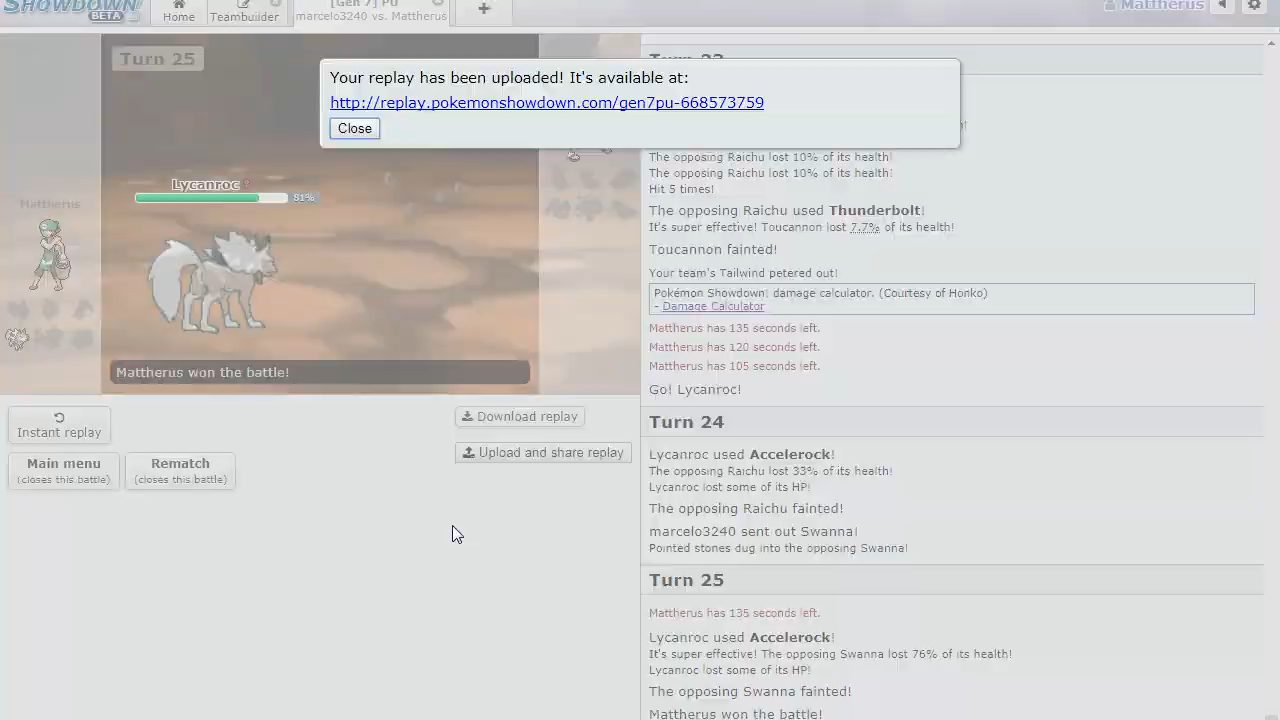 SHOWDOWN
BETA
Home
Teambuilder
[Gen 7] PU
marcelo3240 vs. Mattherus
Mattherus
Turn 25
Your replay has been uploaded! It's available at:
http://replay.pokemonshowdown.com/gen7pu-668573759
Close
Lycanroc
81%
Mattherus
Mattherus won the battle!
Instant replay
Download replay
Upload and share replay
Main menu
(closes this battle)
Rematch
(closes this battle)
The opposing Raichu lost 10% of its health!
The opposing Raichu lost 10% of its health!
Hit 5 times!
The opposing Raichu used Thunderbolt!
It's super effective! Toucannon lost 7.7% of its health!
Toucannon fainted!
Your team's Tailwind petered out!
Pokémon Showdown! damage calculator. (Courtesy of Honko)
- Damage Calculator
Mattherus has 135 seconds left.
Mattherus has 120 seconds left.
Mattherus has 105 seconds left.
Go! Lycanroc!
Turn 24
Lycanroc used Accelerock!
The opposing Raichu lost 33% of its health!
Lycanroc lost some of its HP!
The opposing Raichu fainted!
marcelo3240 sent out Swanna!
Pointed stones dug into the opposing Swanna!
Turn 25
Mattherus has 135 seconds left.
Lycanroc used Accelerock!
It's super effective! The opposing Swanna lost 76% of its health!
Lycanroc lost some of its HP!
The opposing Swanna fainted!
Mattherus won the battle!